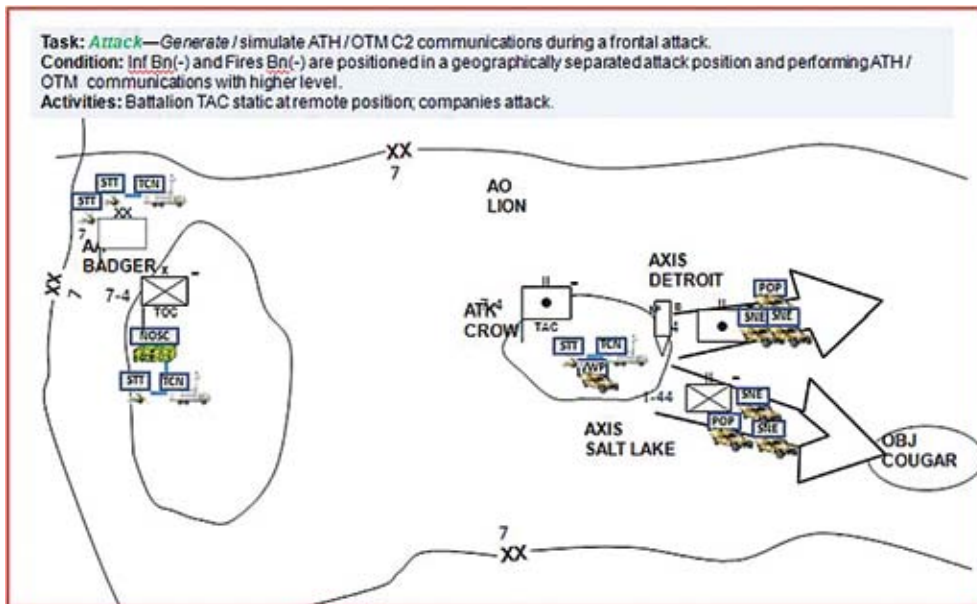 Task: Attack—Generate / simulate ATH / OTM C2 communications during a frontal attack.
Condition: Inf Bn(-) and Fires Bn(-) are positioned in a geographically separated attack position and performing ATH /
OTM communications with higher level.
Activities: Battalion TAC static at remote position; companies attack.
XX
7
AO
LION
STT
TCN
STT
XX
7
BADGER
x
-
7-4
TOC
NOSC
STT
TCN
XX
7
AXIS
DETROIT
II
-
ATK
CROW
TAC
STT
TCN
VWP
POP
II
SNE
SNE
II
-
SNE
POP
SNE
AXIS
SALT LAKE
OBJ
COUGAR
7
XX